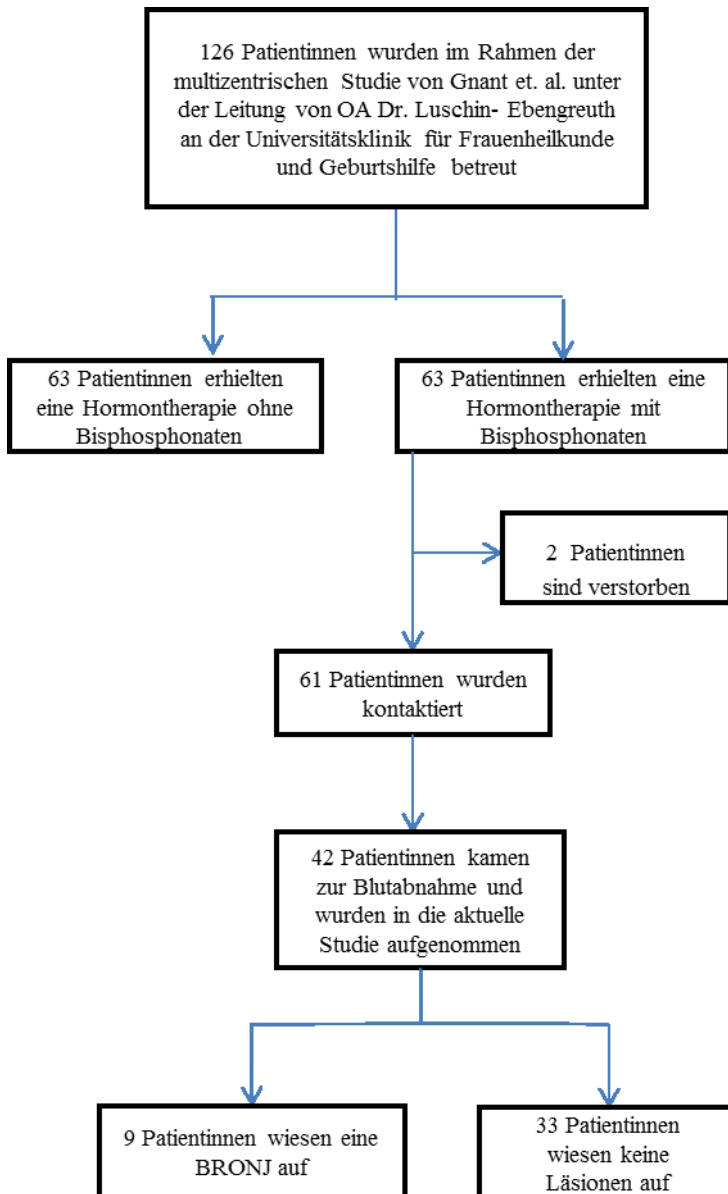 126 Patientinnen wurden im Rahmen der
multizentrischen Studie von Gnant et. al. unter
der Leitung von OA Dr. Luschin- Ebengreuth
an der Universitätsklinik für Frauenheilkunde
und Geburtshilfe betreut
63 Patientinnen erhielten
eine Hormontherapie ohne
Bisphosphonaten
63 Patientinnen erhielten eine
Hormontherapie mit
Bisphosphonaten
2 Patientinnen
sind verstorben
61 Patientinnen wurden
kontaktiert
42 Patientinnen kamen
zur Blutabnahme und
wurden in die aktuelle
Studie aufgenommen
9 Patientinnen wiesen eine
BRONJ auf
33 Patientinnen
wiesen keine
Läsionen auf